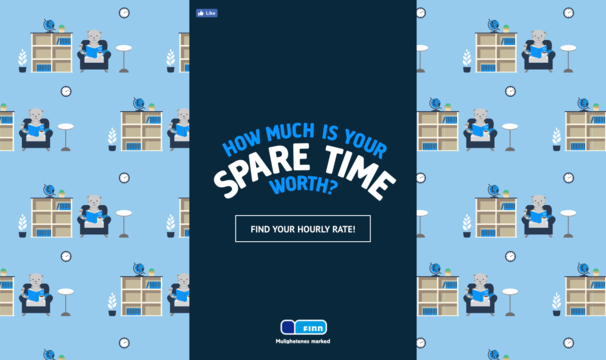 Like
HOW MUCH IS YOUR
SPARE TIME
WORTH?
FIND YOUR HOURLY RATE!
FINN
Mulighetenes marked